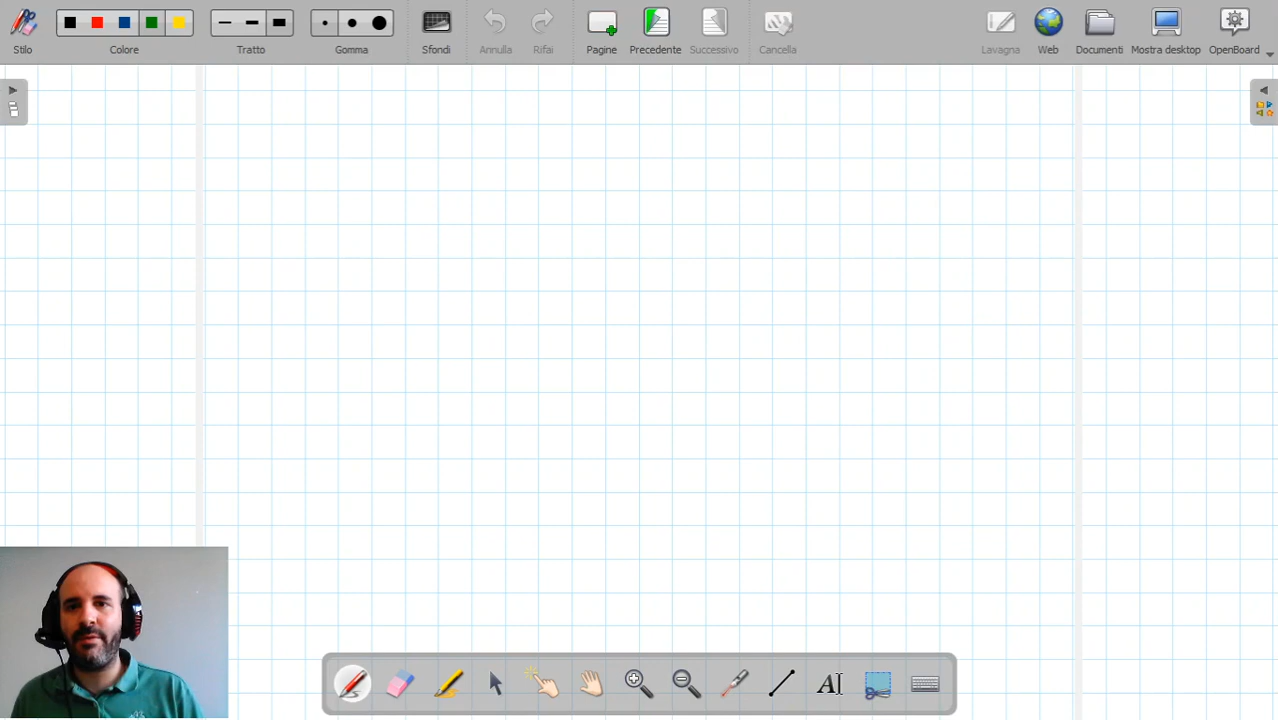 Stilo
Colore
Tratto
Gomma
Sfondi
Annulla
Rifai
Pagine
Precedente
Successivo
Cancella
Lavagna
Web
Documenti
Mostra desktop
OpenBoard